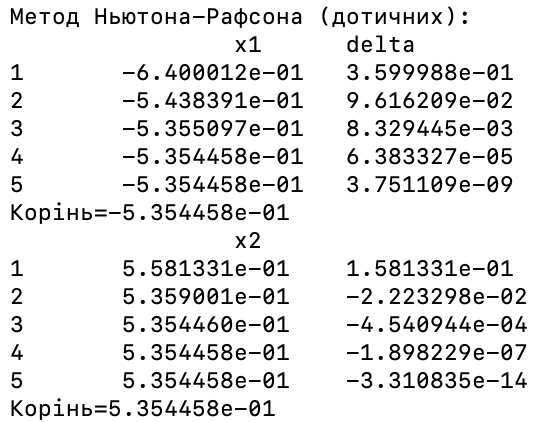 Метод Ньютона-Рафсона (дотичних):
x1 delta
1 -6.400012e-01 3.599988e-01
2 -5.438391e-01 9.616209e-02
3 -5.355097e-01 8.329445e-03
4 -5.354458e-01 6.383327e-05
5 -5.354458e-01 3.751109e-09
Корінь=-5.354458e-01
x2
1 5.581331e-01 1.581331e-01
2 5.359001e-01 -2.223298e-02
3 5.354460e-01 -4.540944e-04
4 5.354458e-01 -1.898229e-07
5 5.354458e-01 -3.310835e-14
Корінь=5.354458e-01